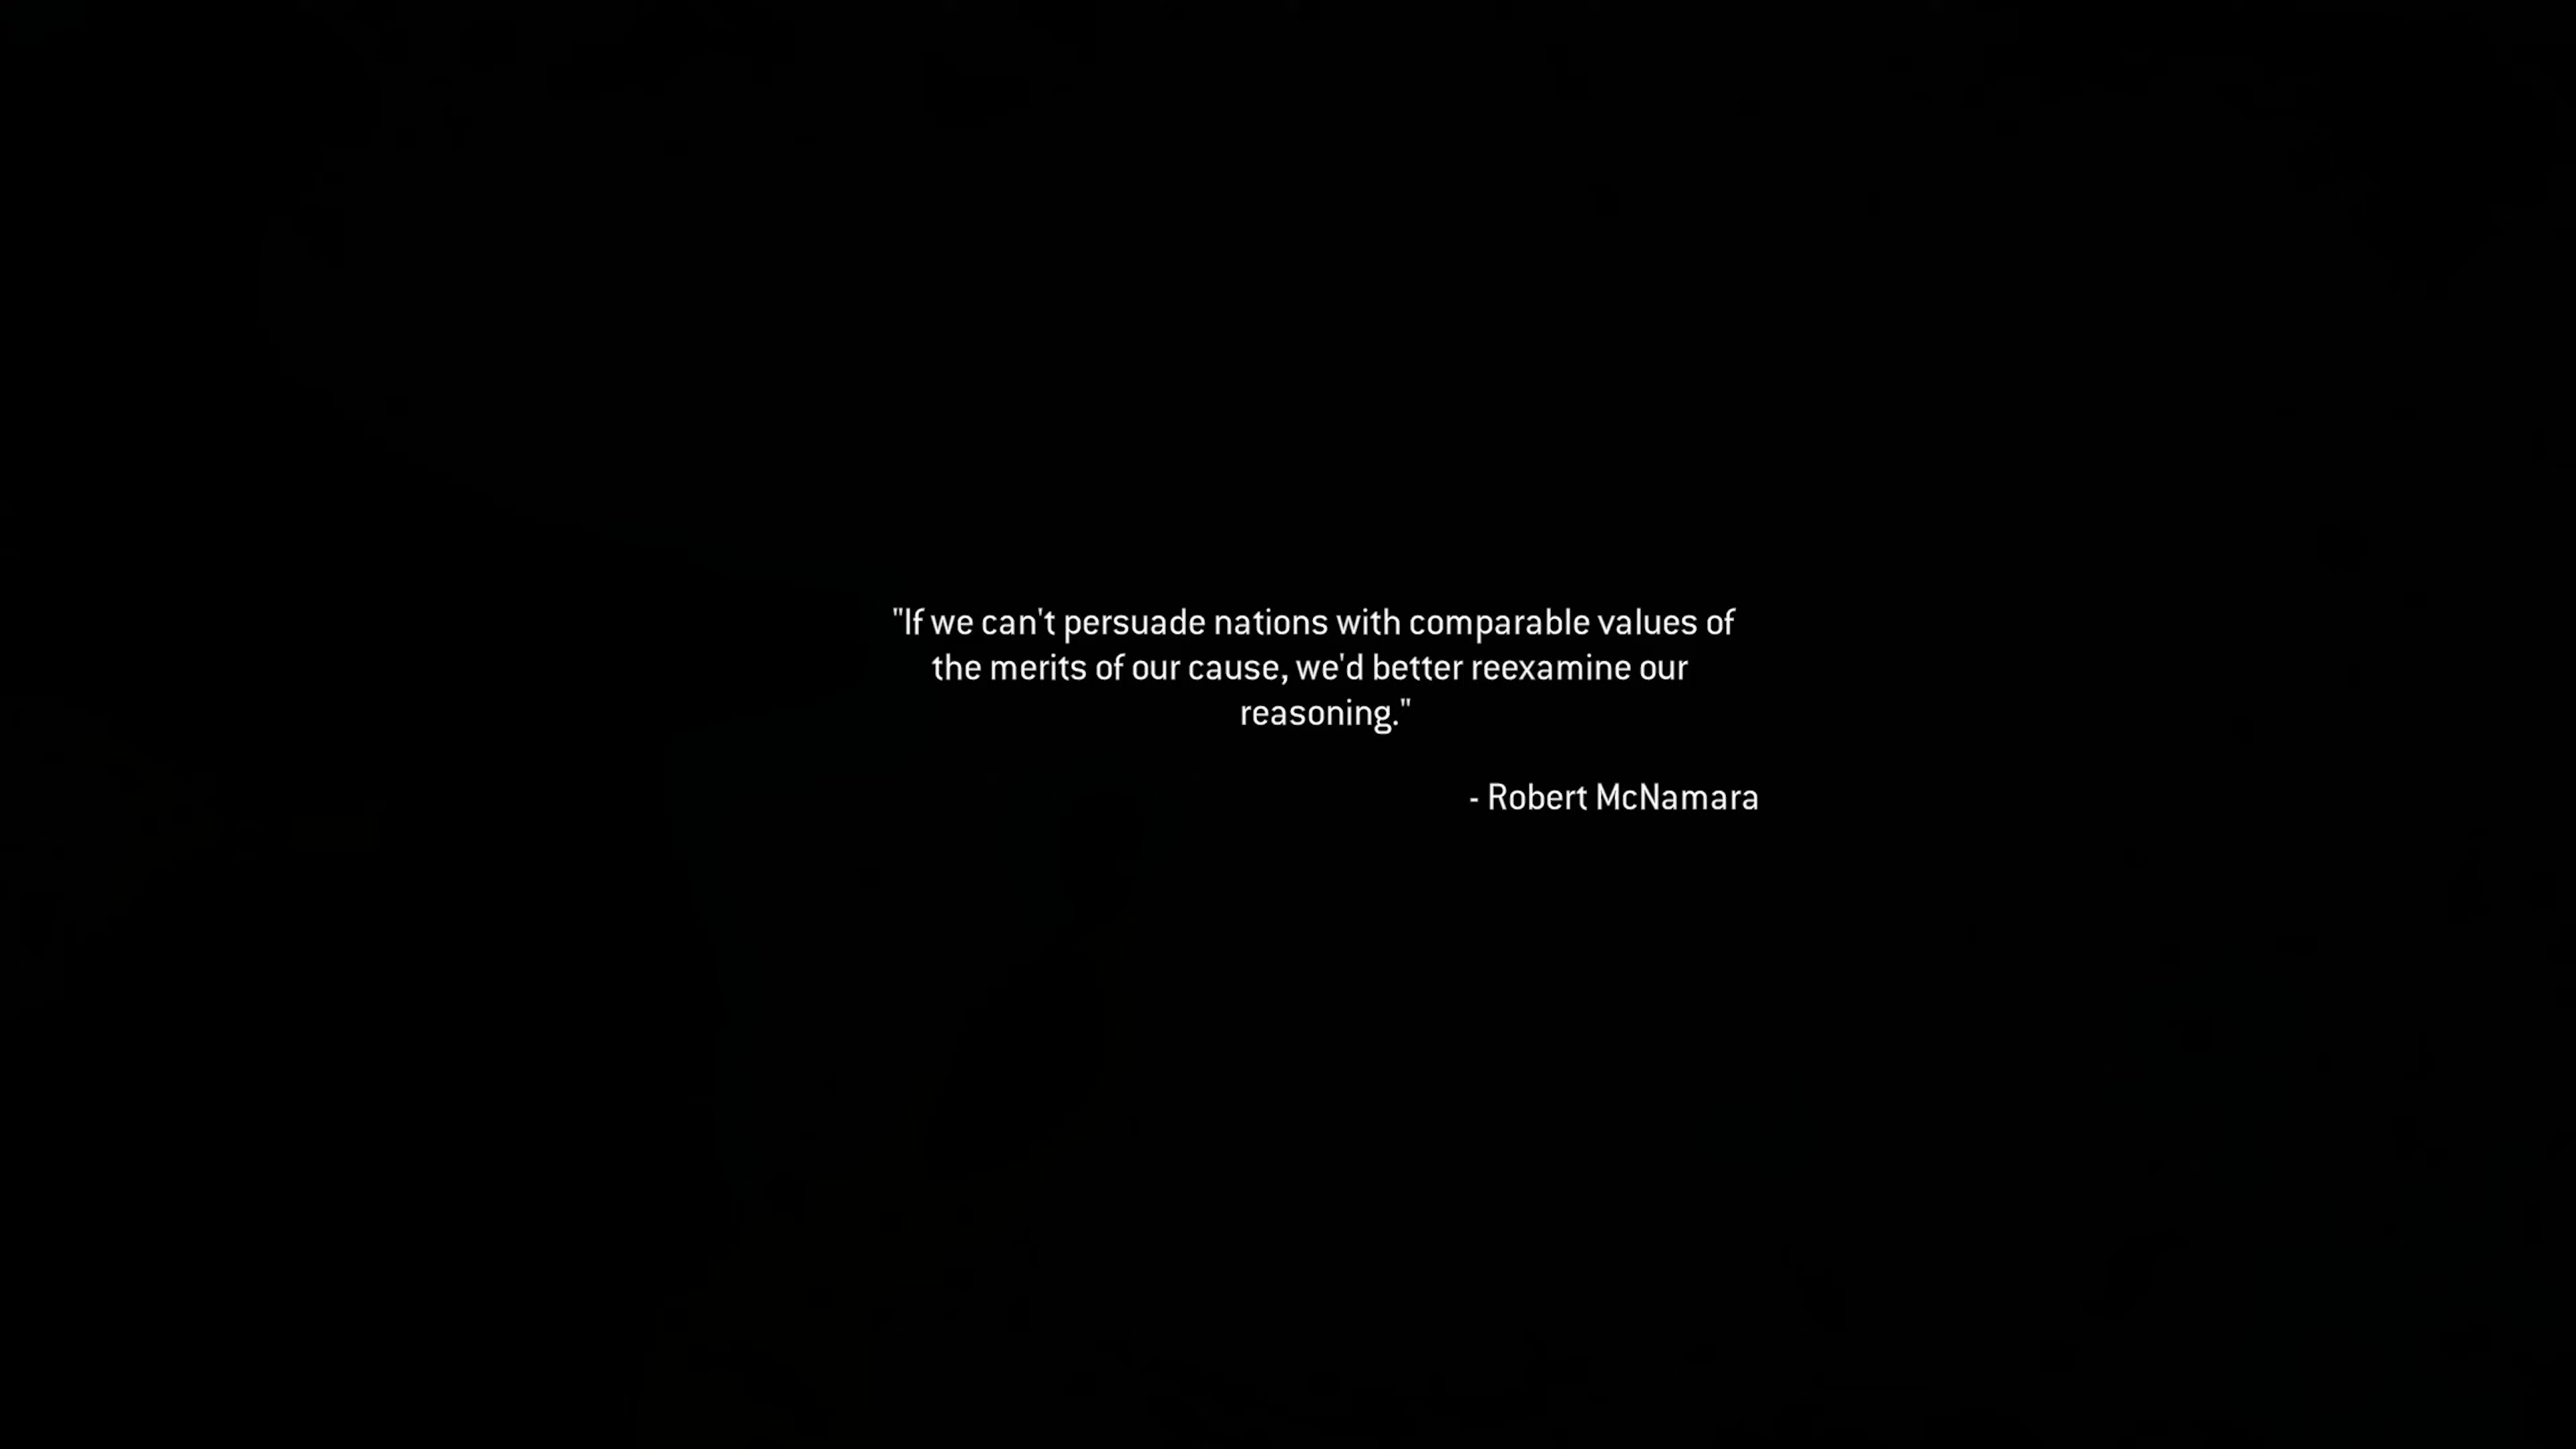 "If we can't persuade nations with comparable values of
the merits of our cause, we'd better reexamine our
reasoning."
- Robert McNamara